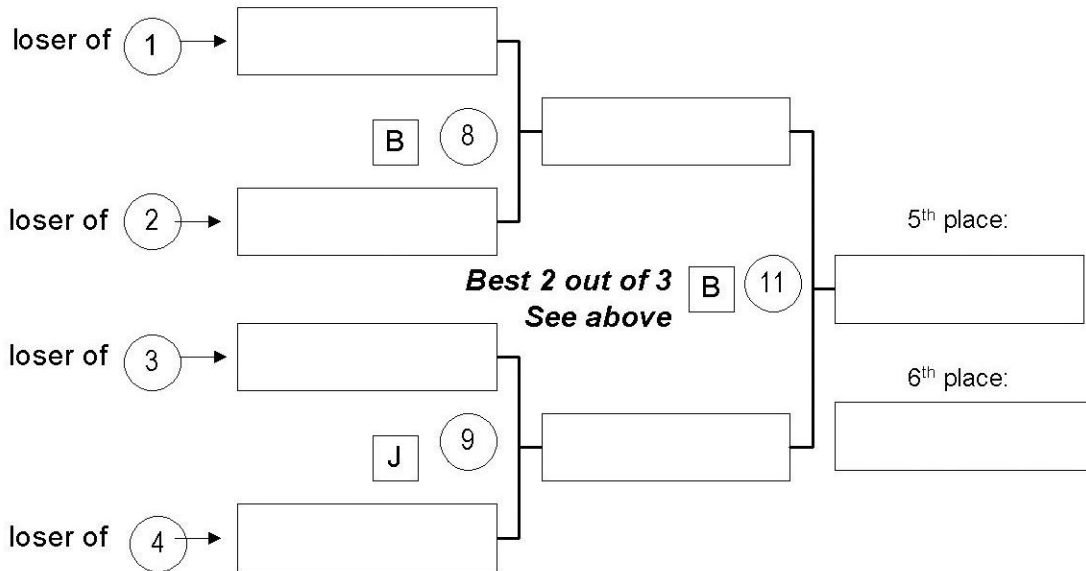 loser of 1
B 8
loser of 2
5th place:
Best 2 out of 3 B 11
See above
loser of 3
6th place:
J 9
loser of 4